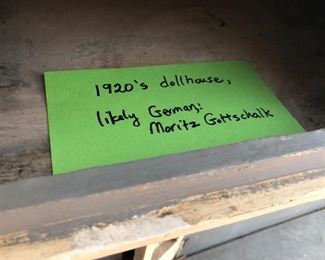 1920's dollhouse,
likely German:
Moritz Gottschalk